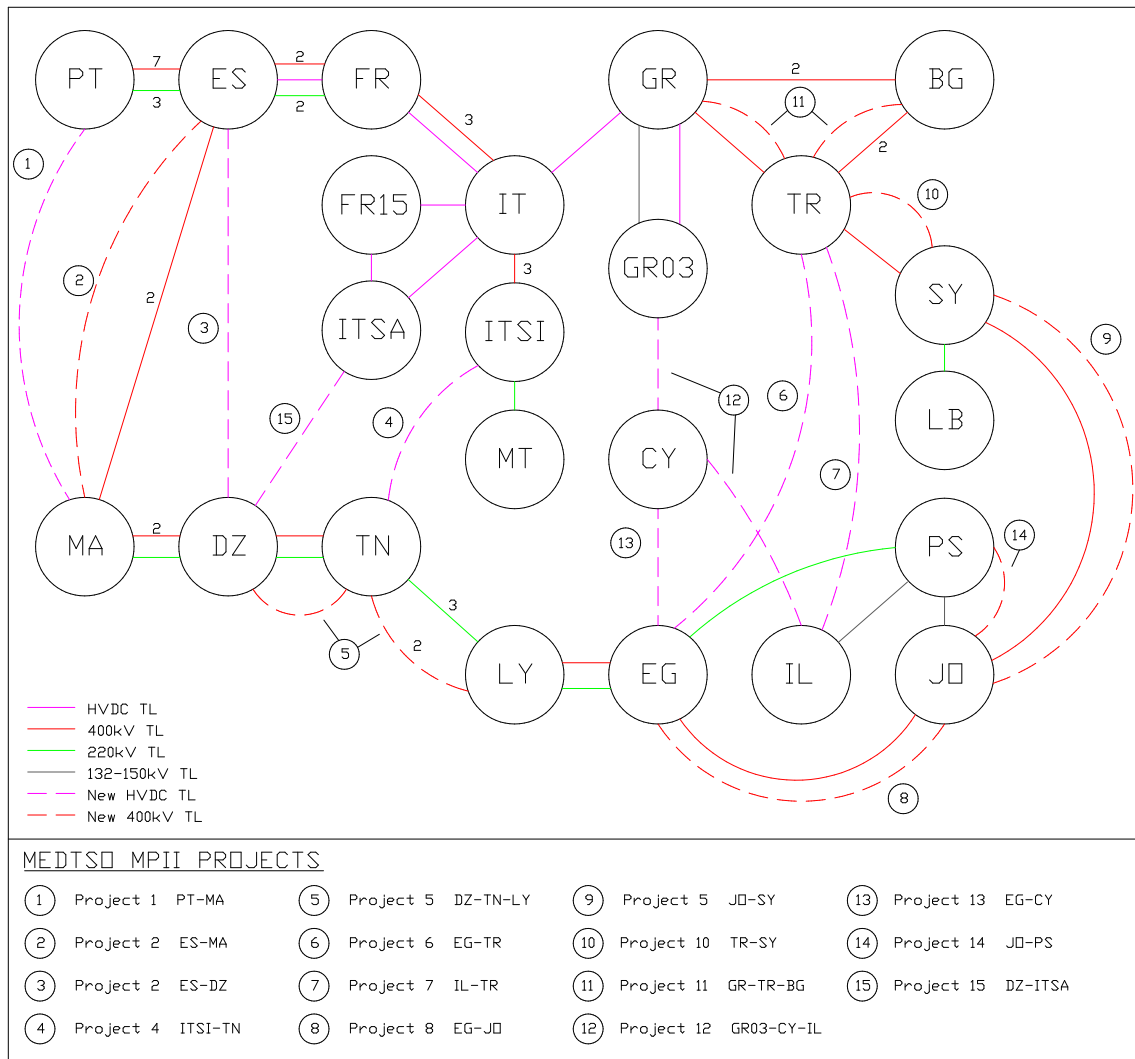 7
2
2
PT
ES
FR
GR
BG
3
2
3
11
2
1
FR15
IT
TR
10
GR03
3
2
2
SY
3
ITSA
ITSI
9
6
12
15
4
LB
MT
CY
7
2
13
14
MA
DZ
TN
PS
3
5
2
LY
EG
IL
JO
HVDC TL
400kV TL
220kV TL
132-150kV TL
New HVDC TL
8
New 400kV TL
MEDTSO MPII PROJECTS
1 Project 1 PT-MA
5 Project 5 DZ-TN-LY
9 Project 5 JO-SY
13 Project 13 EG-CY
2 Project 2 ES-MA
6 Project 6 EG-TR
10 Project 10 TR-SY
14 Project 14 JO-PS
3 Project 2 ES-DZ
7 Project 7 IL-TR
11 Project 11 GR-TR-BG
15 Project 15 DZ-ITSA
4 Project 4 ITSI-TN
8 Project 8 EG-JO
12 Project 12 GR03-CY-IL